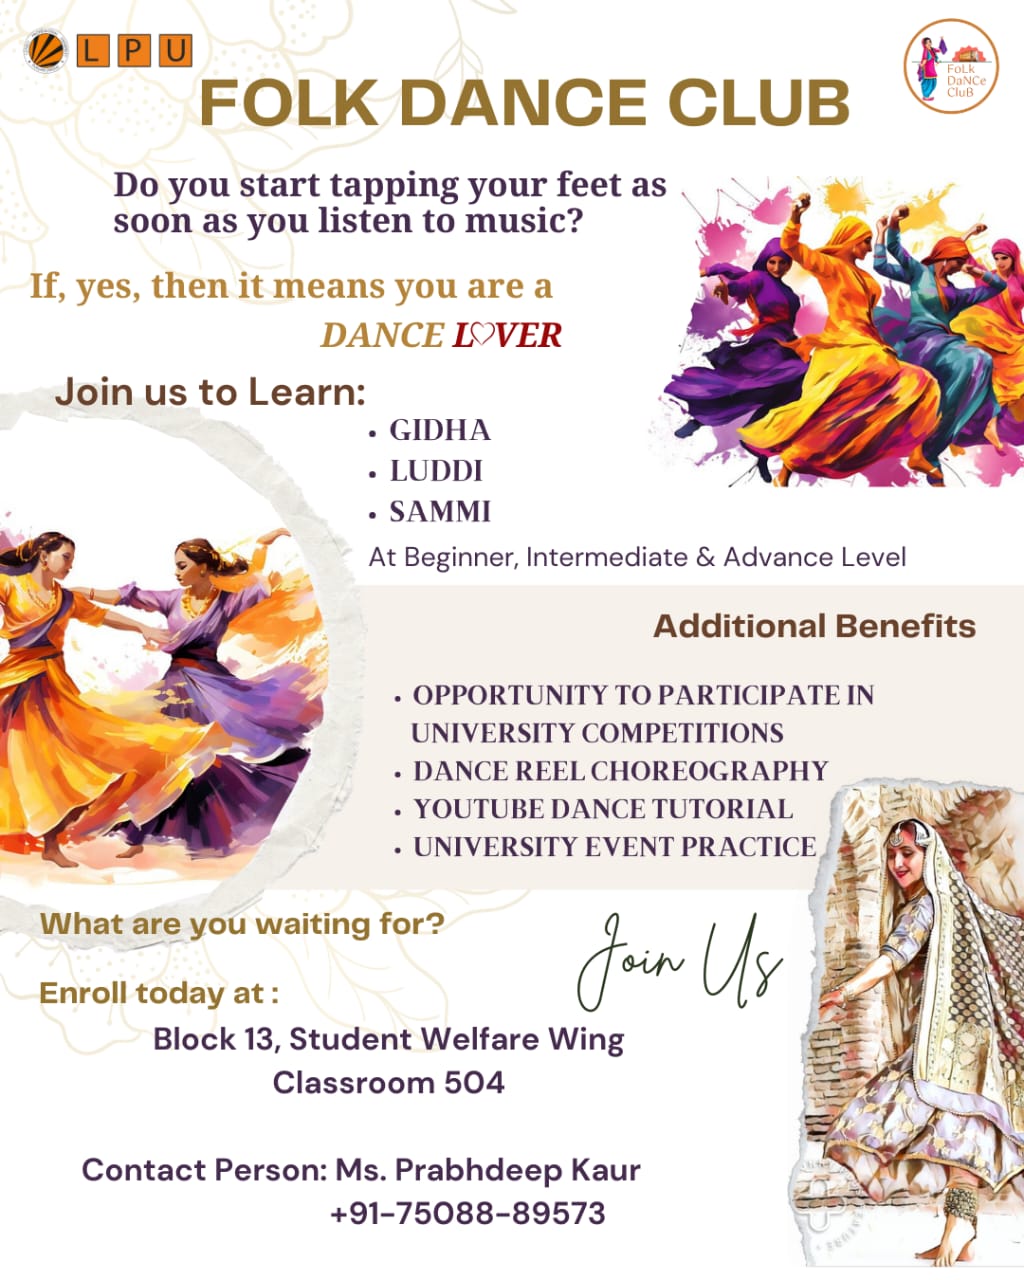 LPU
FOLK DANCE CLUB
FoLk
DaNCe
CluB
Do you start tapping your feet as
soon as you listen to music?
If, yes, then it means you are a
DANCE L♡VER
Join us to Learn:
• GIDHA
• LUDDI
• SAMMI
At Beginner, Intermediate & Advance Level
Additional Benefits
• OPPORTUNITY TO PARTICIPATE IN
UNIVERSITY COMPETITIONS
• DANCE REEL CHOREOGRAPHY
• YOUTUBE DANCE TUTORIAL
• UNIVERSITY EVENT PRACTICE
What are you waiting for?
Join Us
Enroll today at :
Block 13, Student Welfare Wing
Classroom 504
Contact Person: Ms. Prabhdeep Kaur
+91-75088-89573